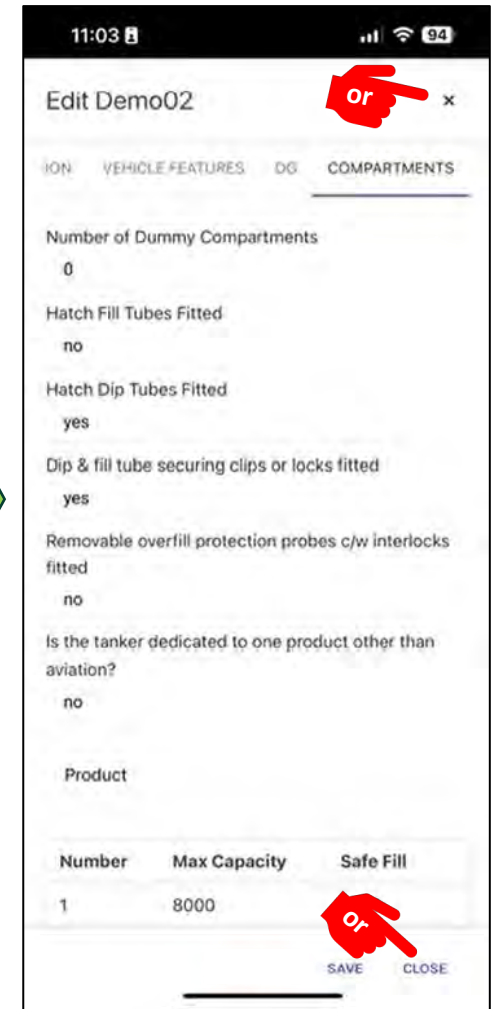 11:03
94
Edit Demo02
or
×
ION VEHICLE FEATURES DG COMPARTMENTS
Number of Dummy Compartments
0
Hatch Fill Tubes Fitted
no
Hatch Dip Tubes Fitted
yes
Dip & fill tube securing clips or locks fitted
yes
Removable overfill protection probes c/w interlocks
fitted
no
Is the tanker dedicated to one product other than
aviation?
no
Product
Number Max Capacity Safe Fill
1 8000
or
SAVE CLOSE